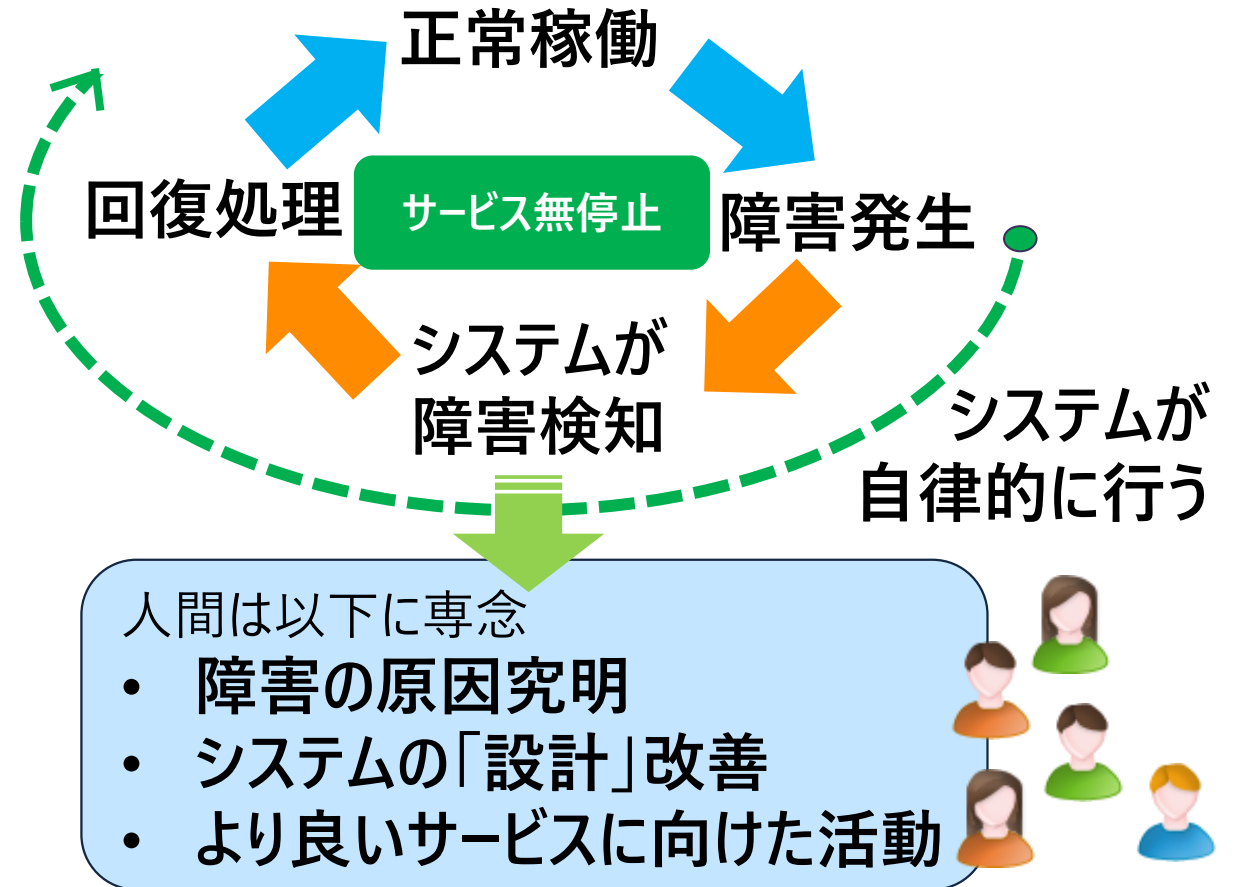 正常稼働
回復処理
サービス無停止
障害発生
システムが
障害検知
システムが
自律的に行う
人間は以下に専念
• 障害の原因究明
• システムの「設計」改善
• より良いサービスに向けた活動